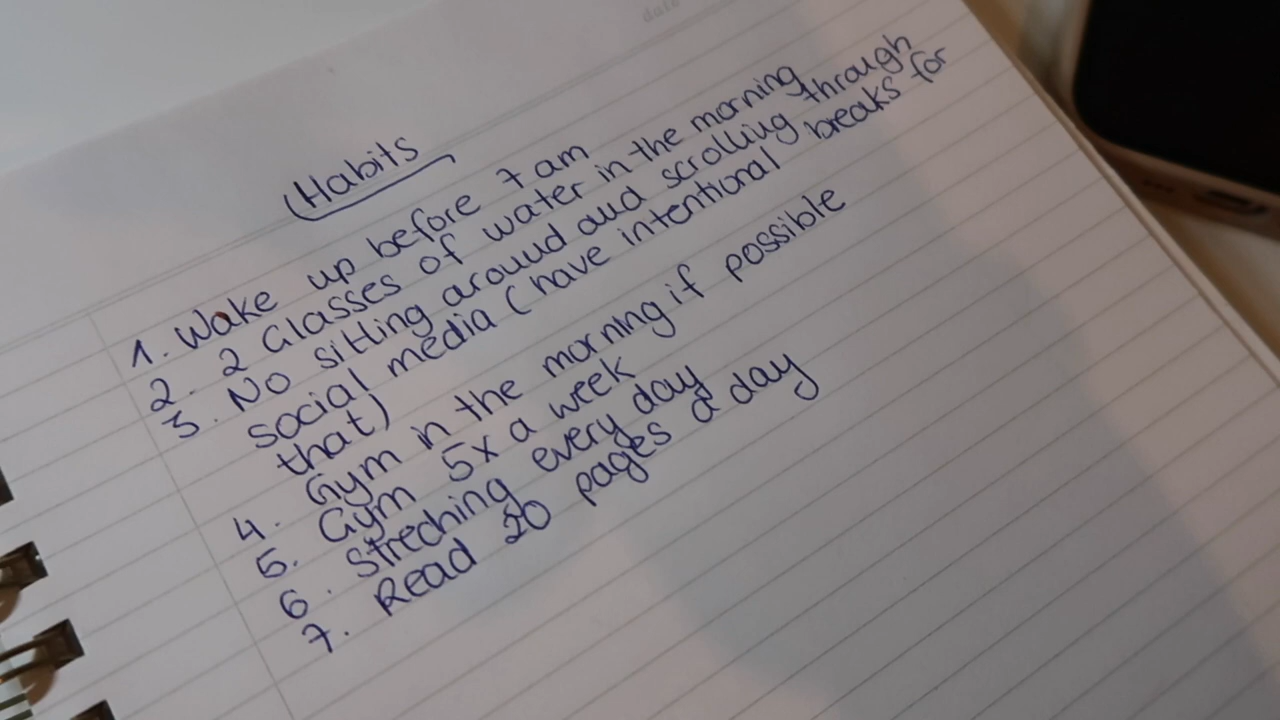 date
Habits
1. Wake up before 7 am
2. 2 Glasses of water in the morning
3. No sitting around and scrolling through
social media (have intentional breaks for
that)
4. Gym in the morning if possible
5. Gym 5x a week
6. Streching every day
7. Read 20 pages a day